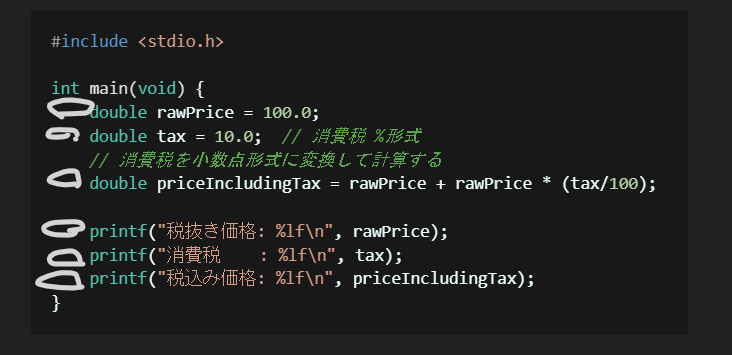 #include <stdio.h>
int main(void) {
double rawPrice = 100.0;
double tax = 10.0;  // 消費税 %形式
// 消費税を小数点形式に変換して計算する
double priceIncludingTax = rawPrice + rawPrice * (tax/100);
printf("税抜き価格: %lf\n", rawPrice);
printf("消費税    : %lf\n", tax);
printf("税込み価格: %lf\n", priceIncludingTax);
}